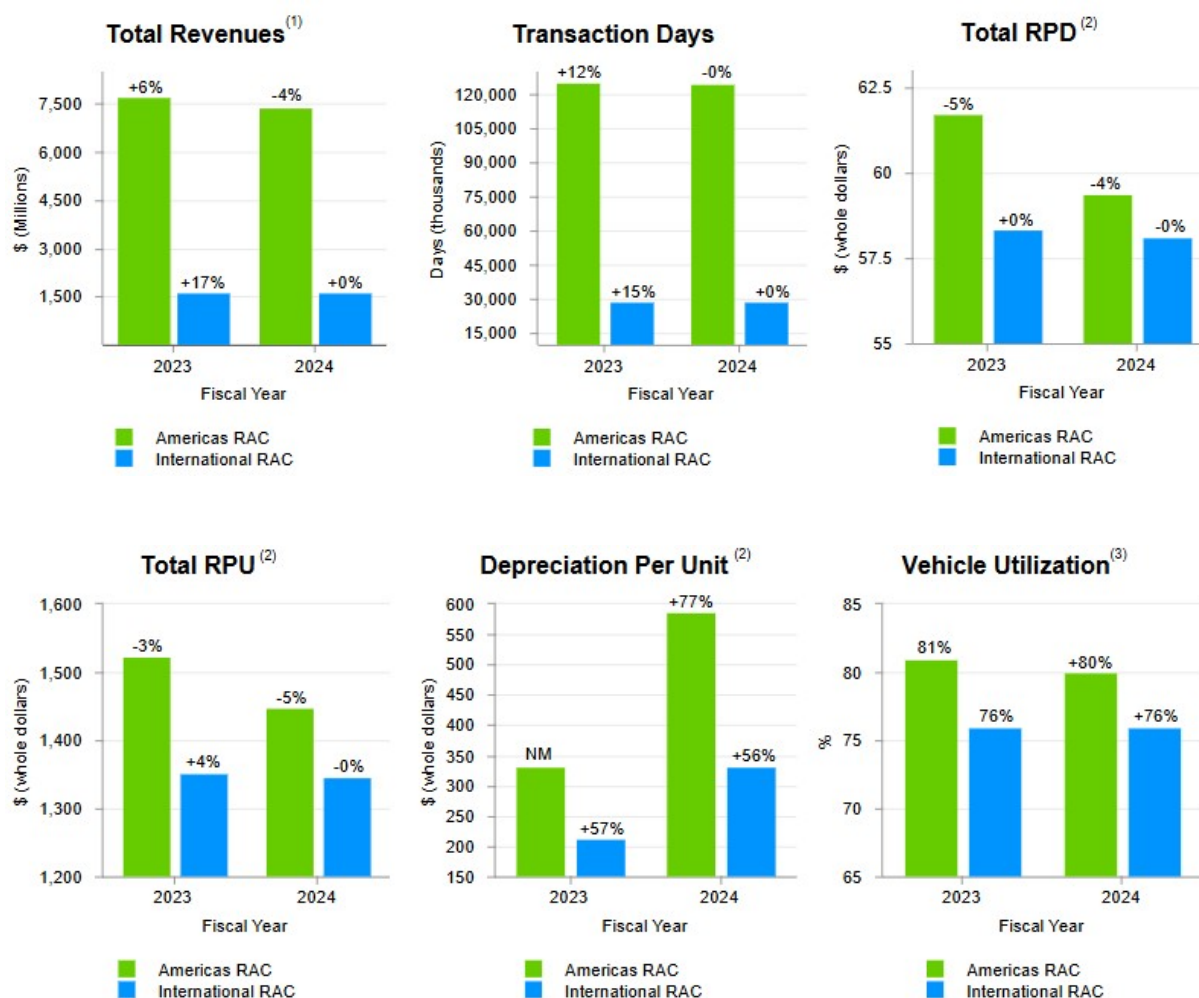 Total Revenues(1)
+6%
-4%
7,500
6,000
4,500
3,000
1,500
$ (Millions)
+17%
+0%
2023
2024
Fiscal Year
Americas RAC
International RAC
Transaction Days
+12%
-0%
120,000
105,000
90,000
75,000
60,000
45,000
30,000
15,000
Days (thousands)
+15%
+0%
2023
2024
Fiscal Year
Americas RAC
International RAC
Total RPD(2)
62.5
60
57.5
55
$ (whole dollars)
-5%
+0%
-4%
-0%
2023
2024
Fiscal Year
Americas RAC
International RAC
Total RPU (2)
1,600
1,500
1,400
1,300
1,200
$ (whole dollars)
-3%
+4%
-5%
-0%
2023
2024
Fiscal Year
Americas RAC
International RAC
Depreciation Per Unit (2)
600
550
500
450
400
350
300
250
200
150
$ (whole dollars)
NM
+57%
+77%
+56%
2023
2024
Fiscal Year
Americas RAC
International RAC
Vehicle Utilization(3)
85
80
75
70
65
%
81%
76%
+80%
+76%
2023
2024
Fiscal Year
Americas RAC
International RAC